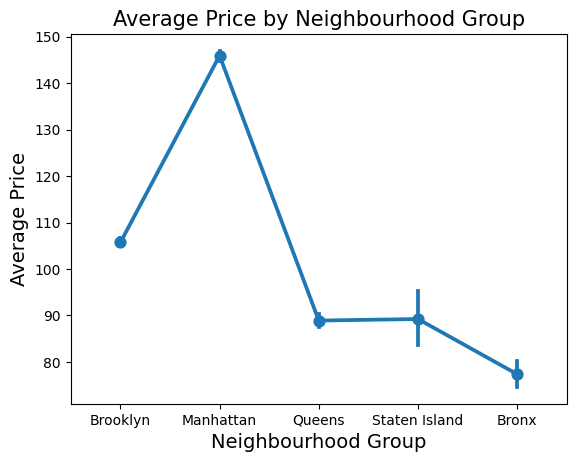 Average Price by Neighbourhood Group
150
140
130
120
110
100
90
80
Average Price
Brooklyn Manhattan Queens Staten Island Bronx
Neighbourhood Group